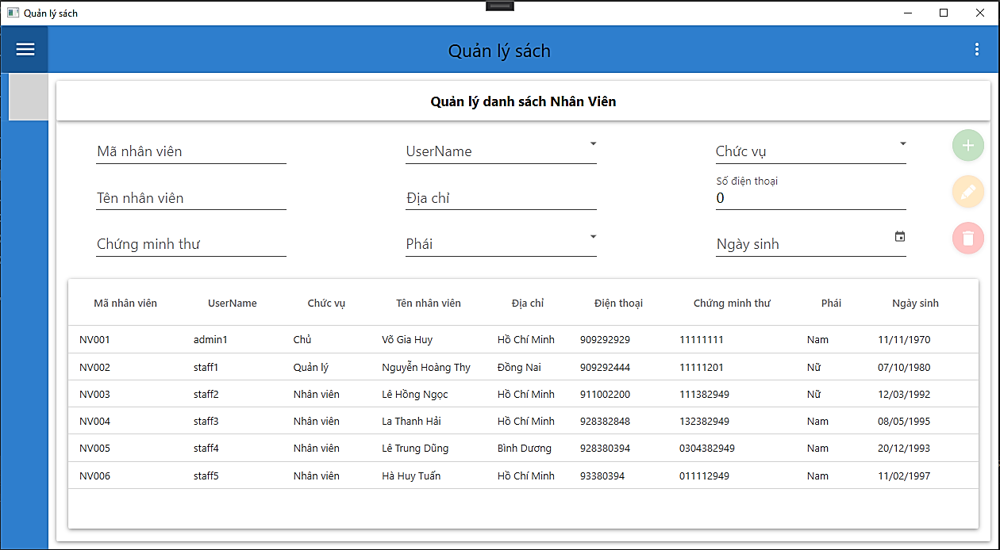 Quản lý sách
Quản lý sách
Quản lý danh sách Nhân Viên
Mã nhân viên UserName Chức vụ
Số điện thoại
Tên nhân viên Địa chỉ 0
Chứng minh thư Phái Ngày sinh
Mã nhân viên UserName Chức vụ Tên nhân viên Địa chỉ Điện thoại Chứng minh thư Phái Ngày sinh
NV001 admin1 Chủ Võ Gia Huy Hồ Chí Minh 909292929 11111111 Nam 11/11/1970
NV002 staff1 Quản lý Nguyễn Hoàng Thy Đồng Nai 909292444 11111201 Nữ 07/10/1980
NV003 staff2 Nhân viên Lê Hồng Ngọc Hồ Chí Minh 911002200 111382949 Nữ 12/03/1992
NV004 staff3 Nhân viên La Thanh Hải Hồ Chí Minh 928382848 132382949 Nam 08/05/1995
NV005 staff4 Nhân viên Lê Trung Dũng Bình Dương 928380394 0304382949 Nam 20/12/1993
NV006 staff5 Nhân viên Hà Huy Tuấn Hồ Chí Minh 93380394 011112949 Nam 11/02/1997